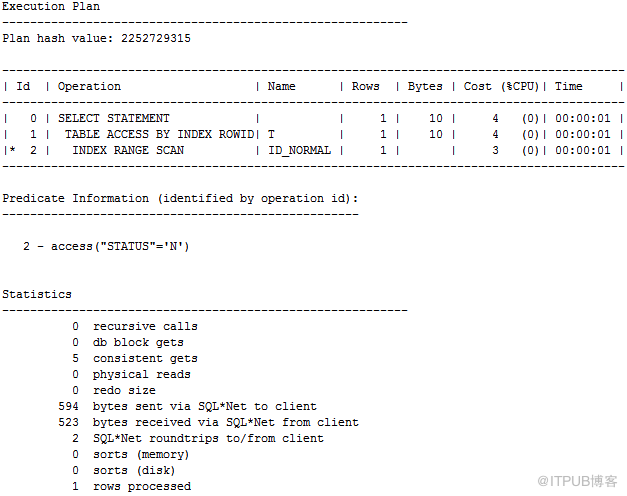 Execution Plan
----------------------------------------------------------
Plan hash value: 2252729315
-----------------------------------------------------------------------------------------
| Id  | Operation                   | Name      | Rows  | Bytes | Cost (%CPU)| Time     |
-----------------------------------------------------------------------------------------
|   0 | SELECT STATEMENT            |           |     1 |    10 |     4   (0)| 00:00:01 |
|   1 |  TABLE ACCESS BY INDEX ROWID| T         |     1 |    10 |     4   (0)| 00:00:01 |
|*  2 |   INDEX RANGE SCAN          | ID_NORMAL |     1 |       |     3   (0)| 00:00:01 |
-----------------------------------------------------------------------------------------
Predicate Information (identified by operation id):
---------------------------------------------------
   2 - access("STATUS"='N')
Statistics
----------------------------------------------------------
          0  recursive calls
          0  db block gets
          5  consistent gets
          0  physical reads
          0  redo size
        594  bytes sent via SQL*Net to client
        523  bytes received via SQL*Net from client
          2  SQL*Net roundtrips to/from client
          0  sorts (memory)
          0  sorts (disk)
          1  rows processed
@ITPUB博客